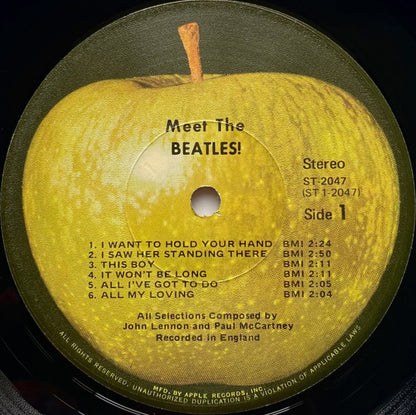 Meet The
BEATLES!
Stereo
ST-2047
(ST 1-2047)
Side 1
1. I WANT TO HOLD YOUR HAND BMI 2:24
2. I SAW HER STANDING THERE BMI 2:50
3. THIS BOY BMI 2:11
4. IT WON'T BE LONG BMI 2:11
5. ALL I'VE GOT TO DO BMI 2:05
6. ALL MY LOVING BMI 2:04
All Selections Composed by
John Lennon and Paul McCartney
Recorded in England
MFD. BY APPLE RECORDS, INC.
ALL RIGHTS RESERVED. UNAUTHORIZED DUPLICATION IS A VIOLATION OF APPLICABLE LAWS